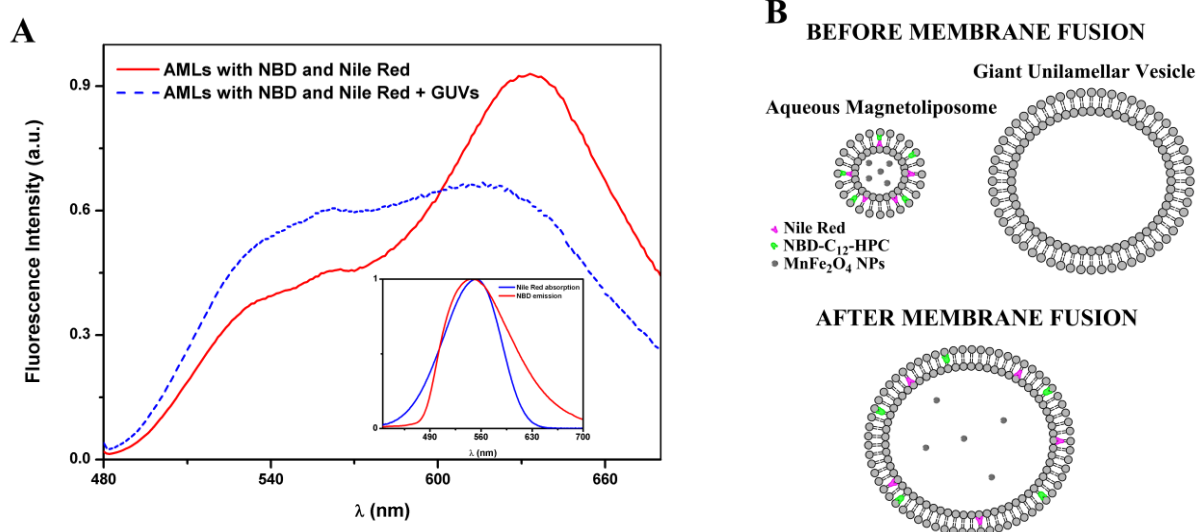 A
AMLs with NBD and Nile Red
AMLs with NBD and Nile Red + GUVs
Fluorescence Intensity (a.u.)
0.9
0.6
0.3
0.0
480
540
600
660
λ (nm)
Nile Red absorption
NBD emission
1
0
490
560
630
700
λ (nm)
B
BEFORE MEMBRANE FUSION
Giant Unilamellar Vesicle
Aqueous Magnetoliposome
Nile Red
NBD-C₁₂-HPC
MnFe₂O₄ NPs
AFTER MEMBRANE FUSION